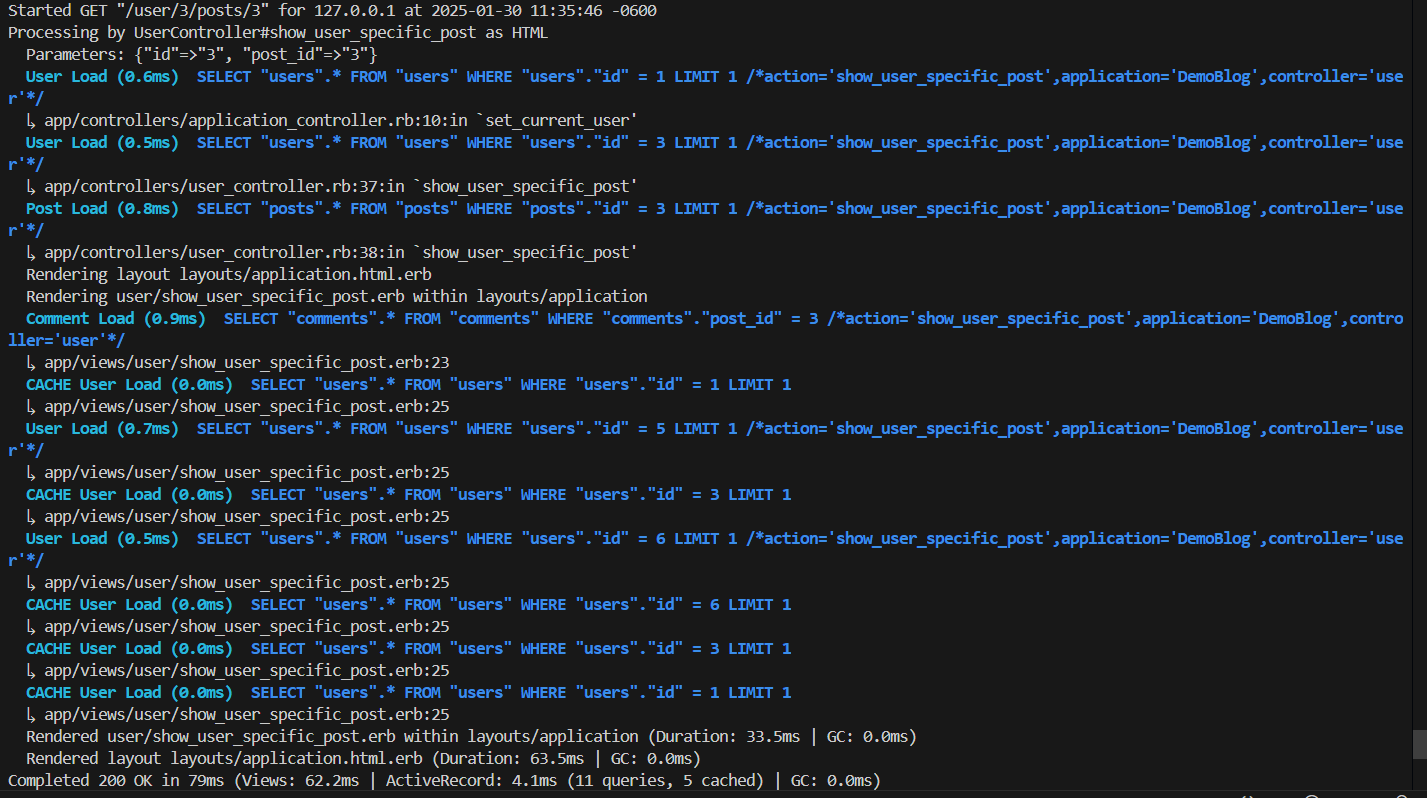 Started GET "/user/3/posts/3" for 127.0.0.1 at 2025-01-30 11:35:46 -0600
Processing by UserController#show_user_specific_post as HTML
  Parameters: {"id"=>"3", "post_id"=>"3"}
  User Load (0.6ms)  SELECT "users".* FROM "users" WHERE "users"."id" = 1 LIMIT 1 /*action='show_user_specific_post',application='DemoBlog',controller='use
r'*/
  ↳ app/controllers/application_controller.rb:10:in `set_current_user'
  User Load (0.5ms)  SELECT "users".* FROM "users" WHERE "users"."id" = 3 LIMIT 1 /*action='show_user_specific_post',application='DemoBlog',controller='use
r'*/
  ↳ app/controllers/user_controller.rb:37:in `show_user_specific_post'
  Post Load (0.8ms)  SELECT "posts".* FROM "posts" WHERE "posts"."id" = 3 LIMIT 1 /*action='show_user_specific_post',application='DemoBlog',controller='use
r'*/
  ↳ app/controllers/user_controller.rb:38:in `show_user_specific_post'
  Rendering layout layouts/application.html.erb
  Rendering user/show_user_specific_post.erb within layouts/application
  Comment Load (0.9ms)  SELECT "comments".* FROM "comments" WHERE "comments"."post_id" = 3 /*action='show_user_specific_post',application='DemoBlog',contro
ller='user'*/
  ↳ app/views/user/show_user_specific_post.erb:23
  CACHE User Load (0.0ms)  SELECT "users".* FROM "users" WHERE "users"."id" = 1 LIMIT 1
  ↳ app/views/user/show_user_specific_post.erb:25
  User Load (0.7ms)  SELECT "users".* FROM "users" WHERE "users"."id" = 5 LIMIT 1 /*action='show_user_specific_post',application='DemoBlog',controller='use
r'*/
  ↳ app/views/user/show_user_specific_post.erb:25
  CACHE User Load (0.0ms)  SELECT "users".* FROM "users" WHERE "users"."id" = 3 LIMIT 1
  ↳ app/views/user/show_user_specific_post.erb:25
  User Load (0.5ms)  SELECT "users".* FROM "users" WHERE "users"."id" = 6 LIMIT 1 /*action='show_user_specific_post',application='DemoBlog',controller='use
r'*/
  ↳ app/views/user/show_user_specific_post.erb:25
  CACHE User Load (0.0ms)  SELECT "users".* FROM "users" WHERE "users"."id" = 6 LIMIT 1
  ↳ app/views/user/show_user_specific_post.erb:25
  CACHE User Load (0.0ms)  SELECT "users".* FROM "users" WHERE "users"."id" = 3 LIMIT 1
  ↳ app/views/user/show_user_specific_post.erb:25
  CACHE User Load (0.0ms)  SELECT "users".* FROM "users" WHERE "users"."id" = 1 LIMIT 1
  ↳ app/views/user/show_user_specific_post.erb:25
  Rendered user/show_user_specific_post.erb within layouts/application (Duration: 33.5ms | GC: 0.0ms)
  Rendered layout layouts/application.html.erb (Duration: 63.5ms | GC: 0.0ms)
Completed 200 OK in 79ms (Views: 62.2ms | ActiveRecord: 4.1ms (11 queries, 5 cached) | GC: 0.0ms)